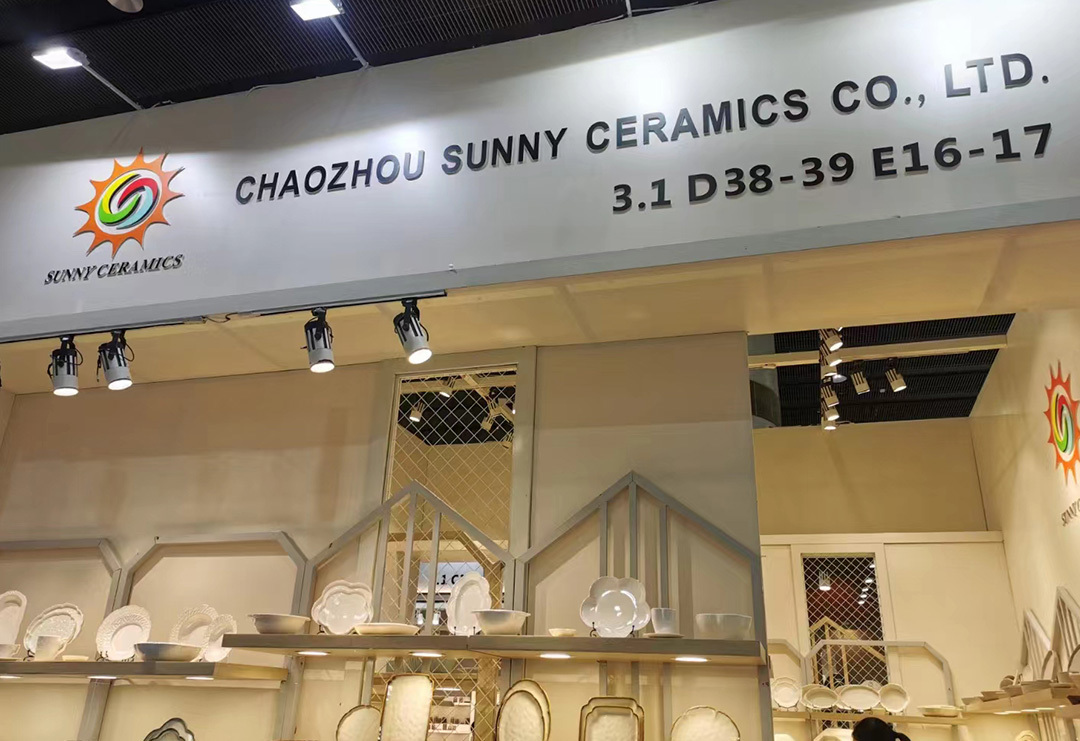 CHAOZHOU SUNNY CERAMICS CO., LTD.
3.1 D38-39 E16-17
SUNNY CERAMICS